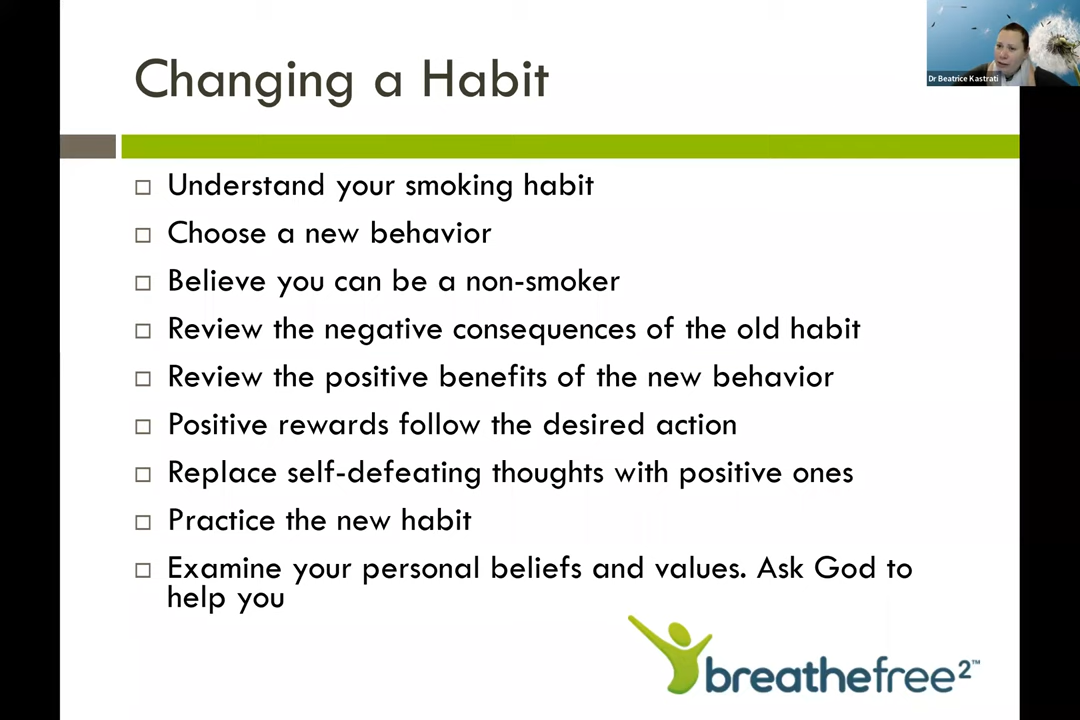 Changing a Habit
Dr Beatrice Kastrati
Understand your smoking habit
Choose a new behavior
Believe you can be a non-smoker
Review the negative consequences of the old habit
Review the positive benefits of the new behavior
Positive rewards follow the desired action
Replace self-defeating thoughts with positive ones
Practice the new habit
Examine your personal beliefs and values. Ask God to
help you
breathefree2™